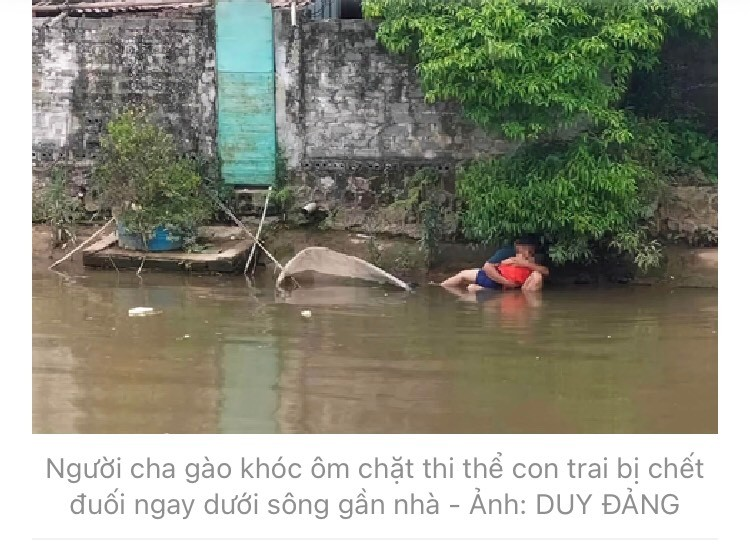 Người cha gào khóc ôm chặt thi thể con trai bị chết
đuối ngay dưới sông gần nhà - Ảnh: DUY ĐẢNG